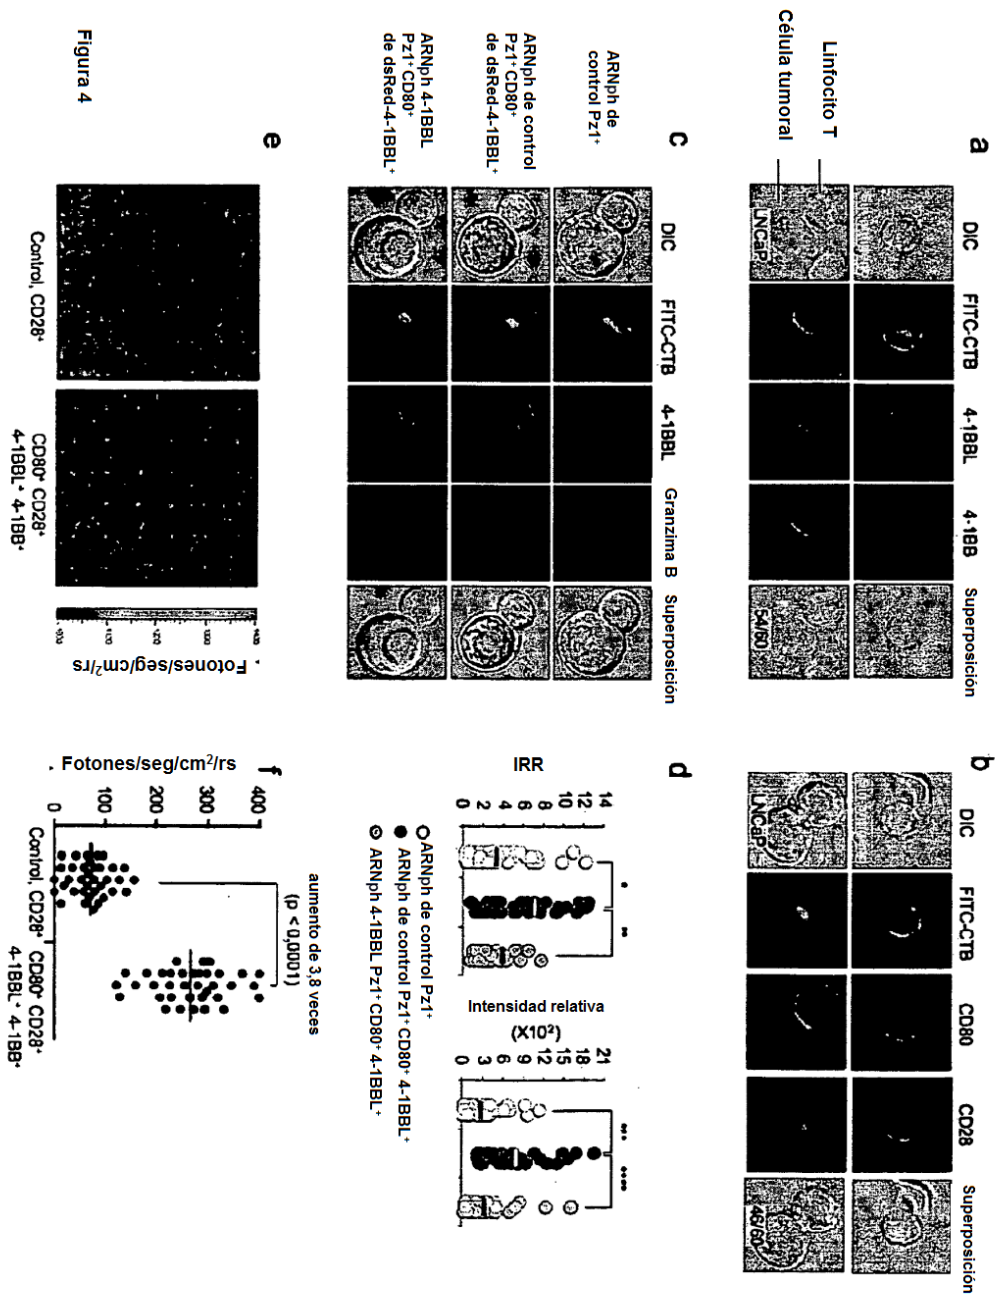 a
DIC
FITC-CTB
4-1BBL
4-1BB
Superposición
Linfocito T
Célula tumoral
LNCaP
54/60
b
DIC
FITC-CTB
CD80
CD28
Superposición
LNCaP
46/60
c
DIC
FITC-CTB
4-1BBL
Granzima B
Superposición
ARNph de
control Pz1⁺
ARNph de control
Pz1⁺ CD80⁺
de dsRed-4-1BBL⁺
ARNph 4-1BBL
Pz1⁺ CD80⁺
de dsRed-4-1BBL⁺
d
IRR
14
12
10
8
6
4
2
0
*
**
Intensidad relativa
(X10²)
21
18
15
12
9
6
3
0
***
****
ARNph de control Pz1⁺
ARNph de control Pz1⁺ CD80⁺ 4-1BBL⁺
ARNph 4-1BBL Pz1⁺ CD80⁺ 4-1BBL⁺
e
Control, CD28⁺
CD80⁺ CD28⁺
4-1BBL⁺ 4-1BB⁺
Fotones/seg/cm²/rs
f
Fotones/seg/cm²/rs
400
300
200
100
0
aumento de 3,8 veces
(p < 0,0001)
Control, CD28⁺
CD80⁺ CD28⁺
4-1BBL⁺ 4-1BB⁺
Figura 4